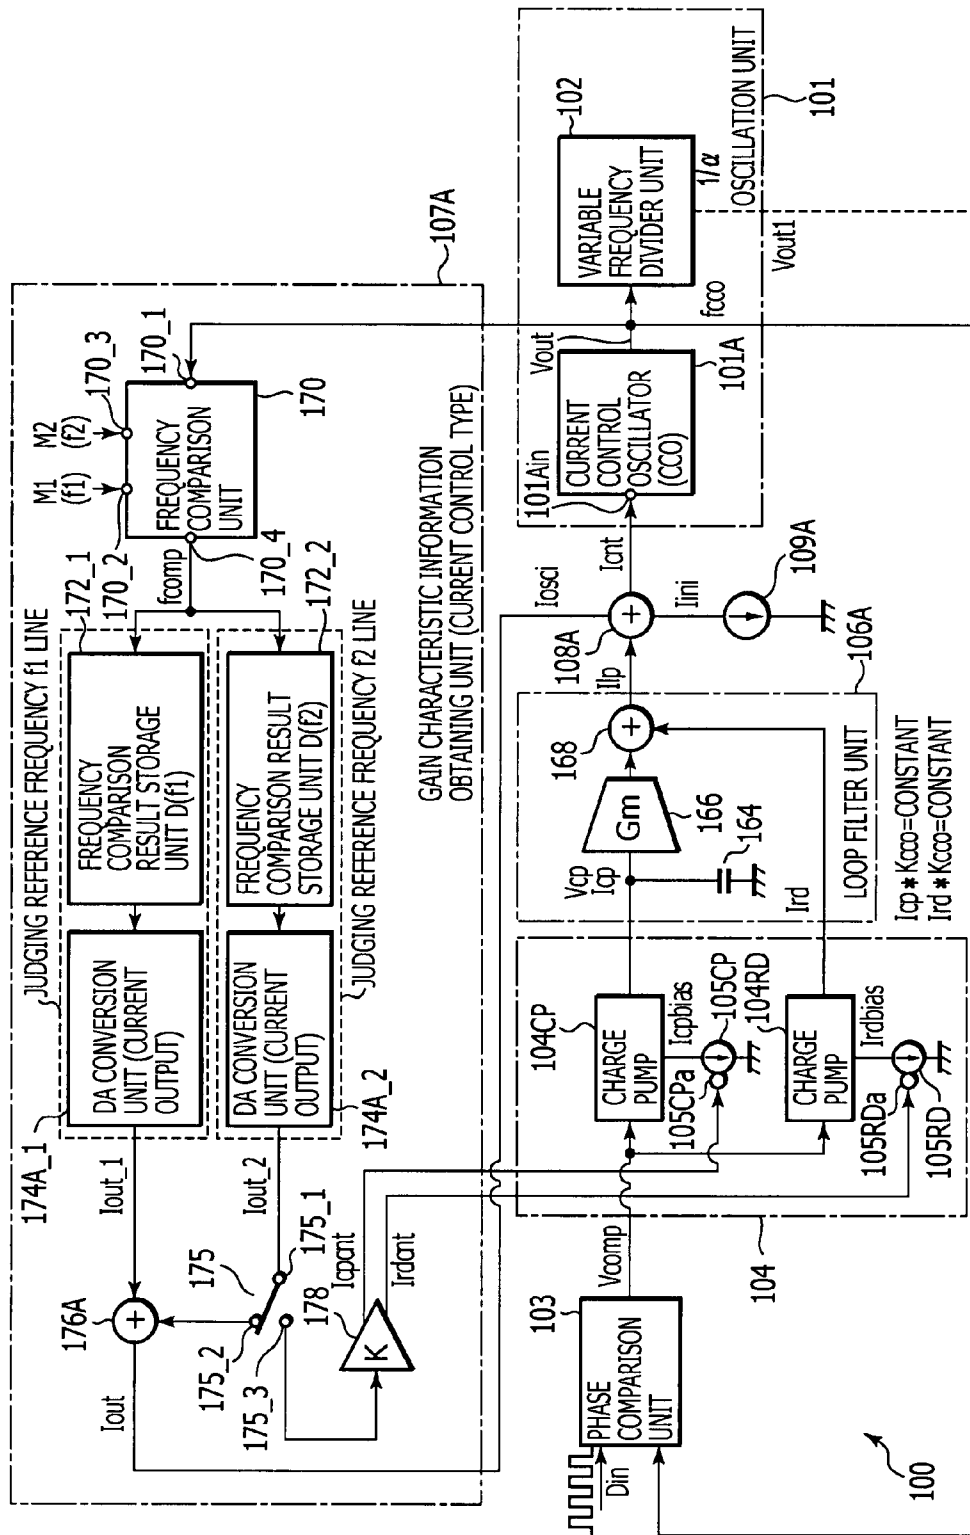 JUDGING REFERENCE FREQUENCY f1 LINE
174A_1
DA CONVERSION
UNIT (CURRENT
OUTPUT)
FREQUENCY
COMPARISON
RESULT STORAGE
UNIT D(f1)
172_1
170_2
M1
(f1)
M2
(f2)
170_3
170_1
107A
FREQUENCY
COMPARISON
UNIT
170
170_4
fcomp
Iout
176A
Iout_1
175
175_2
175_3
175_1
Iout_2
DA CONVERSION
UNIT (CURRENT
OUTPUT)
174A_2
FREQUENCY
COMPARISON RESULT
STORAGE UNIT D(f2)
172_2
JUDGING REFERENCE FREQUENCY f2 LINE
K
178
Icpcnt
Irdcnt
GAIN CHARACTERISTIC INFORMATION
OBTAINING UNIT (CURRENT CONTROL TYPE)
Din
PHASE
COMPARISON
UNIT
103
Vcomp
104CP
CHARGE
PUMP
Icpbias
105CPa
105CP
104RD
CHARGE
PUMP
Irdbias
105RDa
105RD
104
Vcp
Icp
Gm
166
164
168
Ird
LOOP FILTER UNIT
106A
Ilp
108A
Iosci
Iini
109A
Icnt
101Ain
CURRENT
CONTROL
OSCILLATOR
(CCO)
101A
Vout
fcco
102
VARIABLE
FREQUENCY
DIVIDER UNIT
1/α
OSCILLATION UNIT
101
Vout1
Icp＊Kcco=CONSTANT
Ird＊Kcco=CONSTANT
100